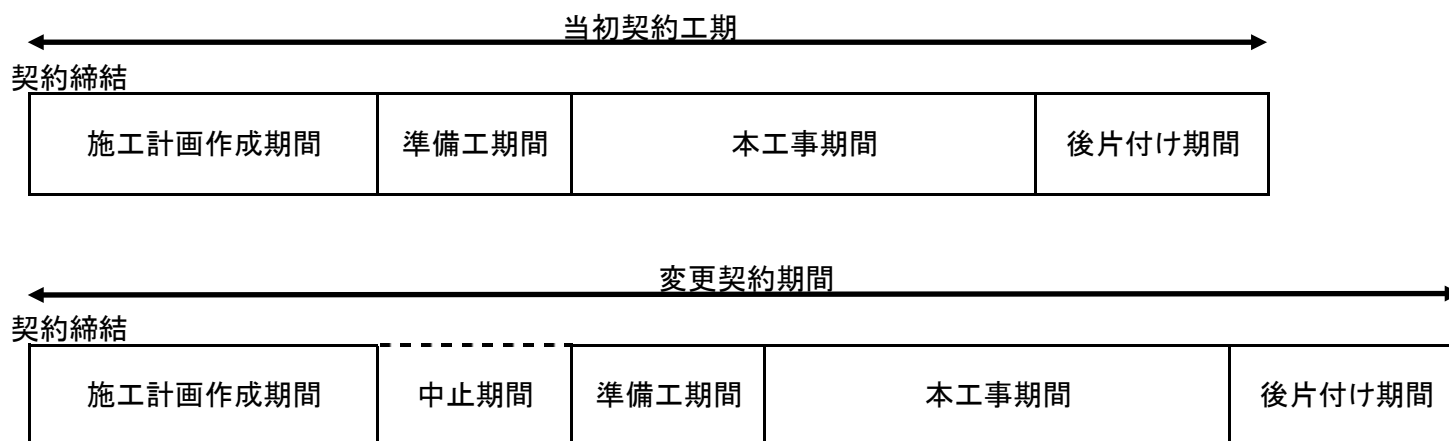 当初契約工期
契約締結
施工計画作成期間 準備工期間 本工事期間 後片付け期間
変更契約期間
契約締結
施工計画作成期間 中止期間 準備工期間 本工事期間 後片付け期間